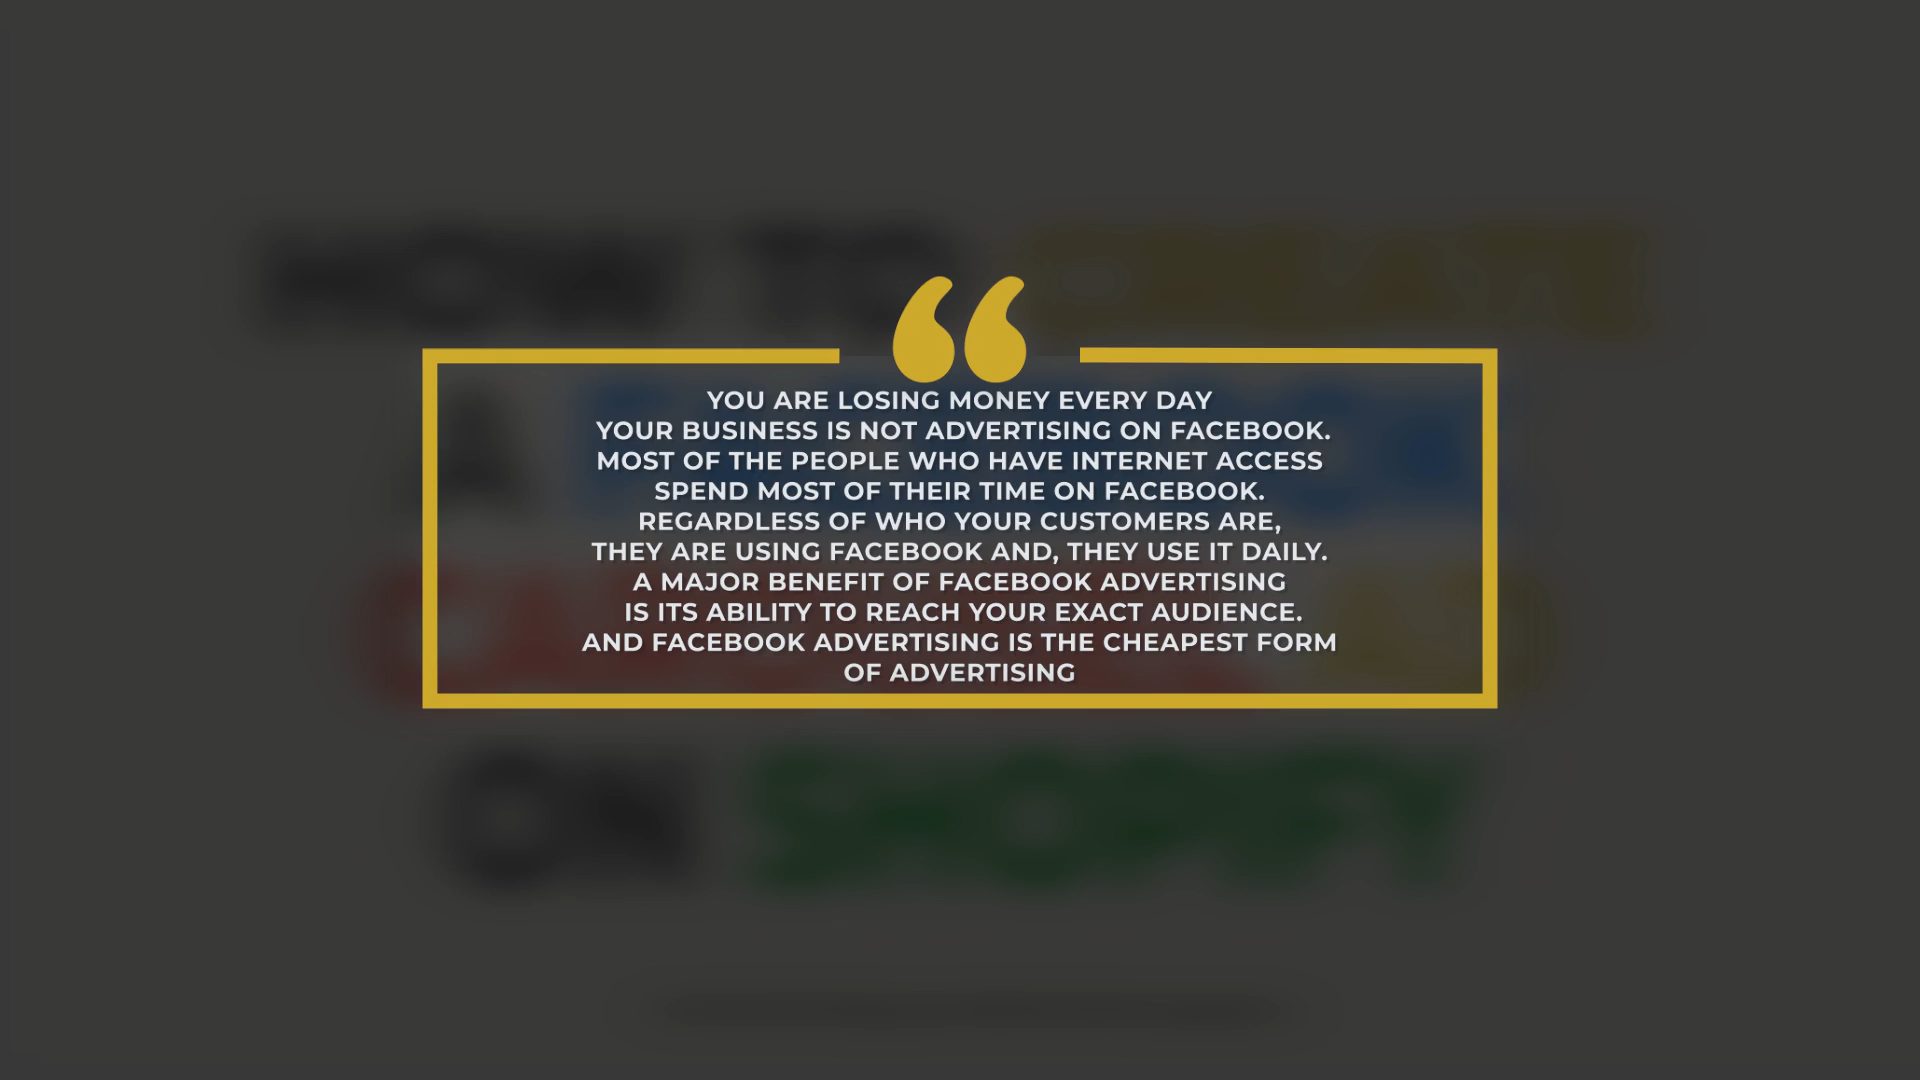 YOU ARE LOSING MONEY EVERY DAY
YOUR BUSINESS IS NOT ADVERTISING ON FACEBOOK.
MOST OF THE PEOPLE WHO HAVE INTERNET ACCESS
SPEND MOST OF THEIR TIME ON FACEBOOK.
REGARDLESS OF WHO YOUR CUSTOMERS ARE,
THEY ARE USING FACEBOOK AND, THEY USE IT DAILY.
A MAJOR BENEFIT OF FACEBOOK ADVERTISING
IS ITS ABILITY TO REACH YOUR EXACT AUDIENCE.
AND FACEBOOK ADVERTISING IS THE CHEAPEST FORM
OF ADVERTISING